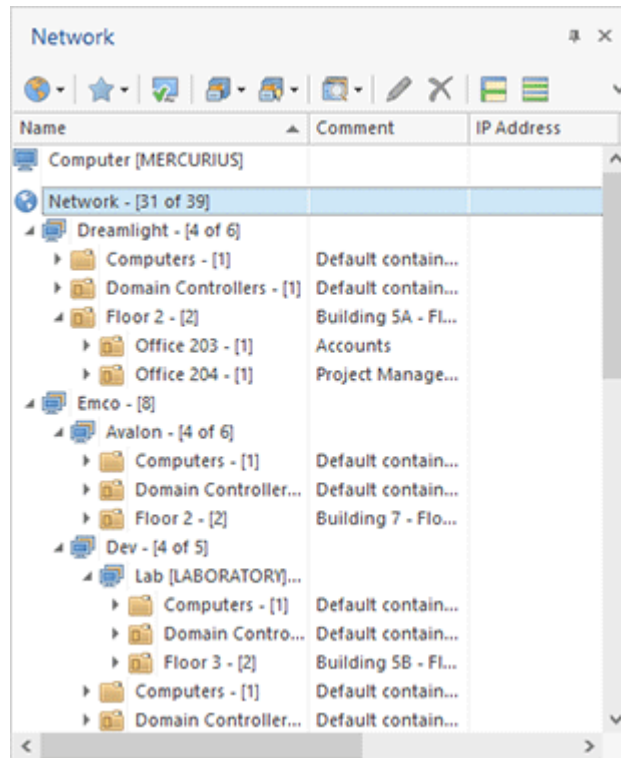 Network
Name Comment IP Address
Computer [MERCURIUS]
Network - [31 of 39]
Dreamlight - [4 of 6]
Computers - [1] Default contain...
Domain Controllers - [1] Default contain...
Floor 2 - [2] Building 5A - Fl...
Office 203 - [1] Accounts
Office 204 - [1] Project Manage...
Emco - [8]
Avalon - [4 of 6]
Computers - [1] Default contain...
Domain Controller... Default contain...
Floor 2 - [2] Building 7 - Flo...
Dev - [4 of 5]
Lab [LABORATORY]...
Computers - [1] Default contain...
Domain Contro... Default contain...
Floor 3 - [2] Building 5B - Fl...
Computers - [1] Default contain...
Domain Controller... Default contain...